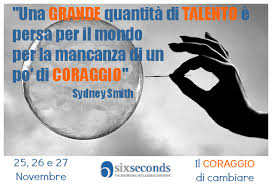 "Una GRANDE quantità di TALENTO è
persa per il mondo
per la mancanza di un
po' di CORAGGIO"
Sydney Smith
25, 26 e 27
Novembre
sixseconds
Il CORAGGIO
di cambiare